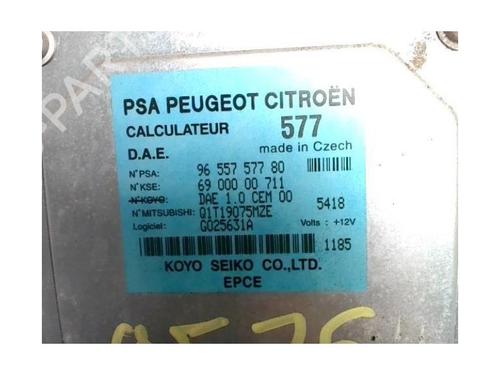 PSA PEUGEOT CITROËN
CALCULATEUR 577
D.A.E. made in Czech
N°PSA: 96 557 577 80
N°KSE: 69 000 00 711
N°KOYO: DAE 1.0 CEM 00 5418
N°MITSUBISHI: Q1T19075MZE Volts : +12V
Logiciel: G025631A
1185
KOYO SEIKO CO.,LTD.
EPCE